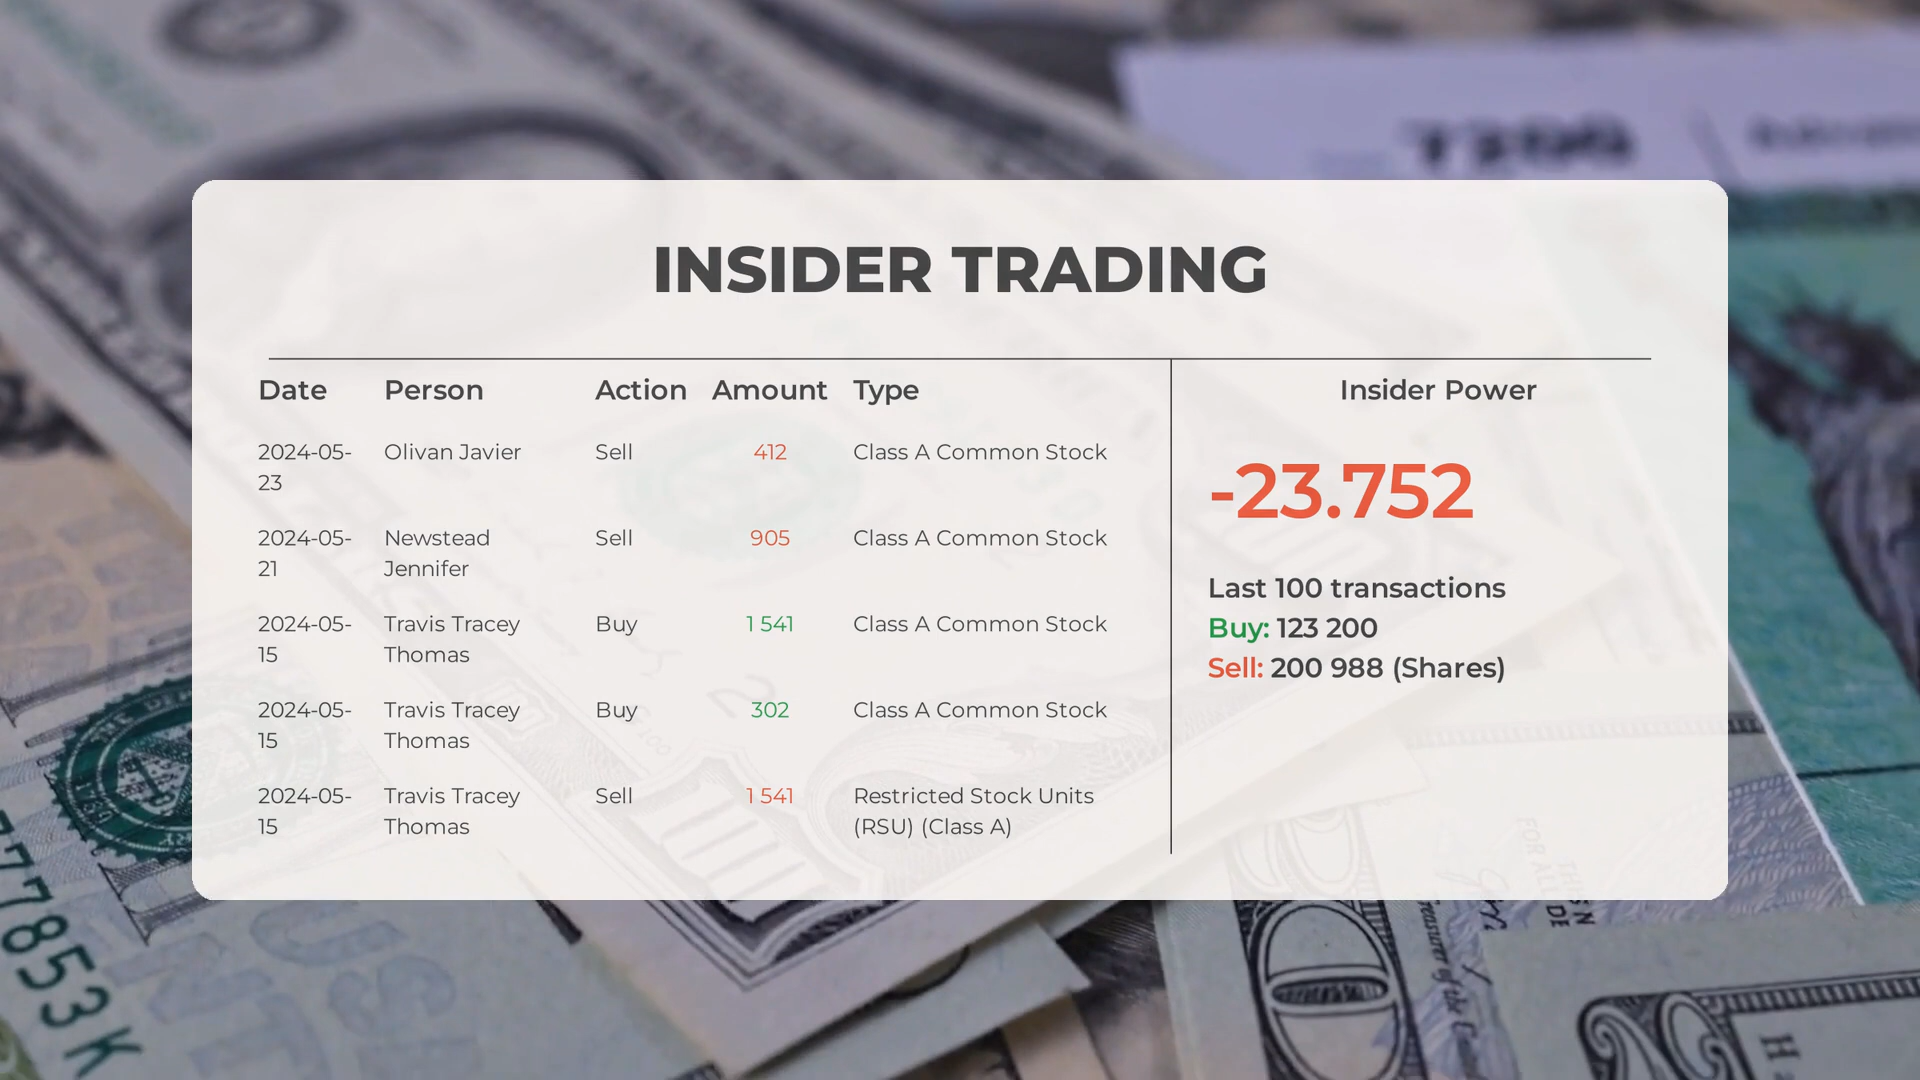 INSIDER TRADING
Date Person Action Amount Type
2024-05-
23
Olivan Javier
Sell
412
Class A Common Stock
2024-05-
21
Newstead
Jennifer
Sell
905
Class A Common Stock
2024-05-
15
Travis Tracey
Thomas
Buy
1 541
Class A Common Stock
2024-05-
15
Travis Tracey
Thomas
Buy
302
Class A Common Stock
2024-05-
15
Travis Tracey
Thomas
Sell
1 541
Restricted Stock Units
(RSU) (Class A)
Insider Power
-23.752
Last 100 transactions
Buy: 123 200
Sell: 200 988 (Shares)
77853K